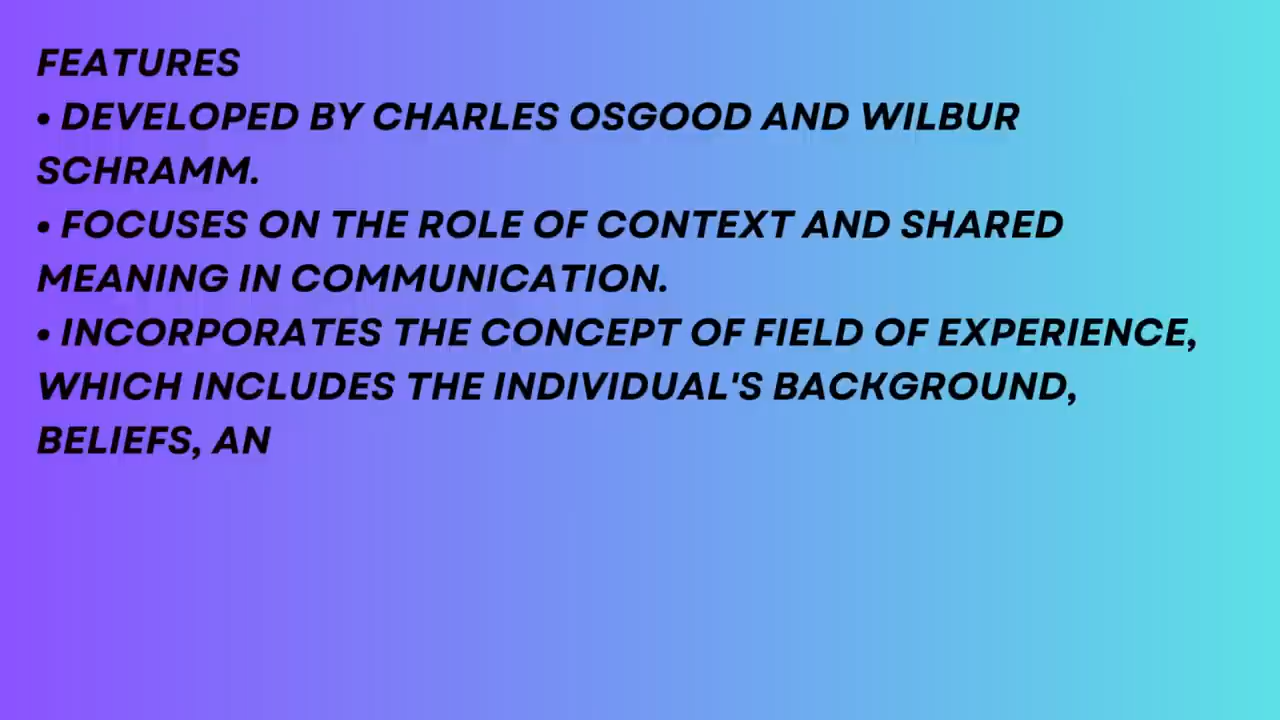 FEATURES
• DEVELOPED BY CHARLES OSGOOD AND WILBUR
SCHRAMM.
• FOCUSES ON THE ROLE OF CONTEXT AND SHARED
MEANING IN COMMUNICATION.
• INCORPORATES THE CONCEPT OF FIELD OF EXPERIENCE,
WHICH INCLUDES THE INDIVIDUAL'S BACKGROUND,
BELIEFS, AN